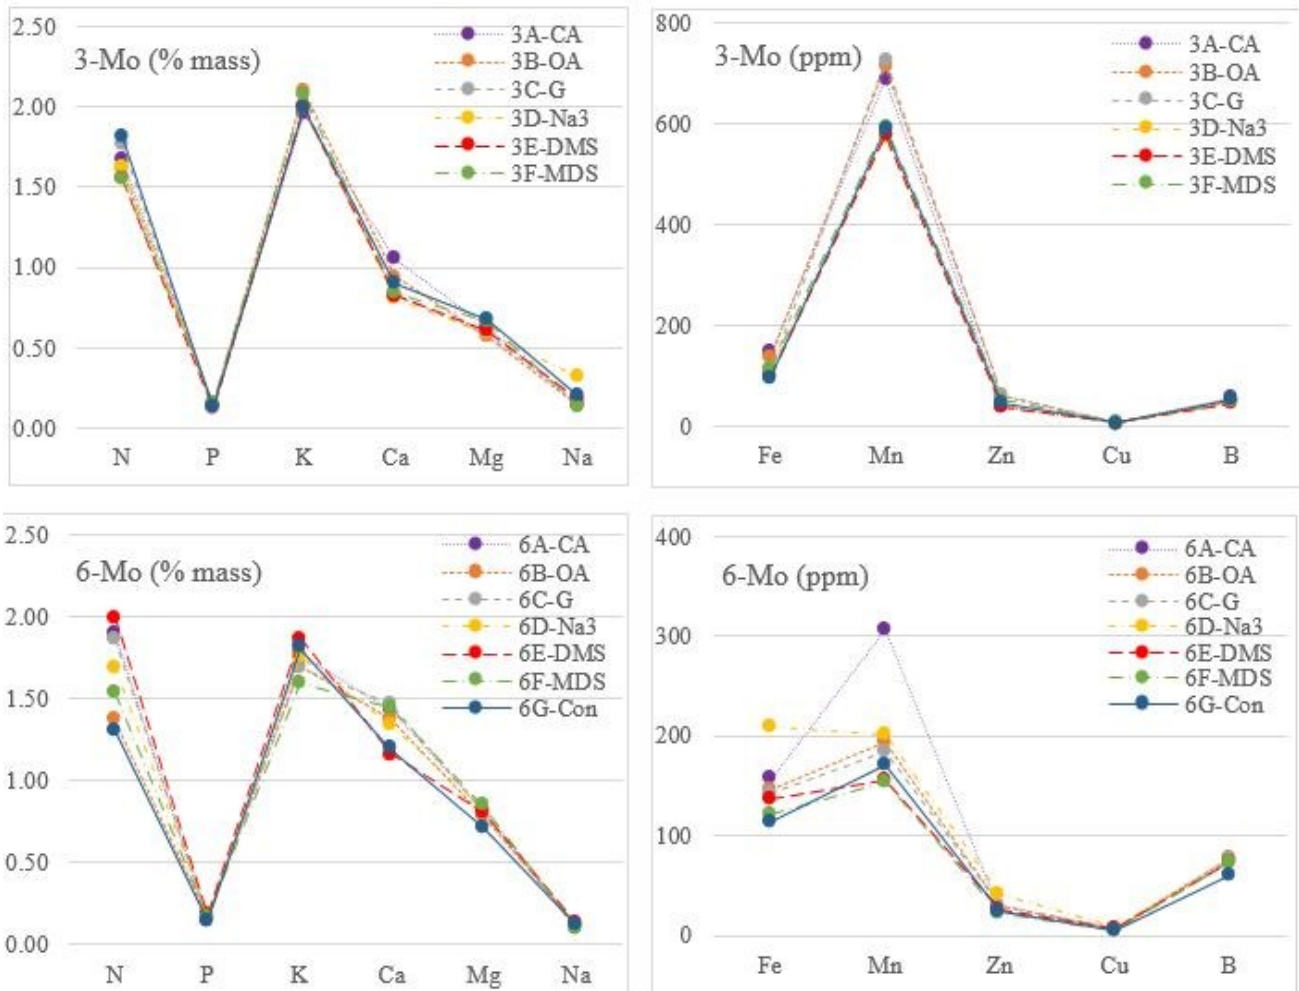 2.50
3-Mo (% mass)
3A-CA
3B-OA
3C-G
3D-Na3
3E-DMS
3F-MDS
2.00
1.50
1.00
0.50
0.00
N P K Ca Mg Na
800
3-Mo (ppm)
3A-CA
3B-OA
3C-G
3D-Na3
3E-DMS
3F-MDS
600
400
200
0
Fe Mn Zn Cu B
2.50
6-Mo (% mass)
6A-CA
6B-OA
6C-G
6D-Na3
6E-DMS
6F-MDS
6G-Con
2.00
1.50
1.00
0.50
0.00
N P K Ca Mg Na
400
6-Mo (ppm)
6A-CA
6B-OA
6C-G
6D-Na3
6E-DMS
6F-MDS
6G-Con
300
200
100
0
Fe Mn Zn Cu B